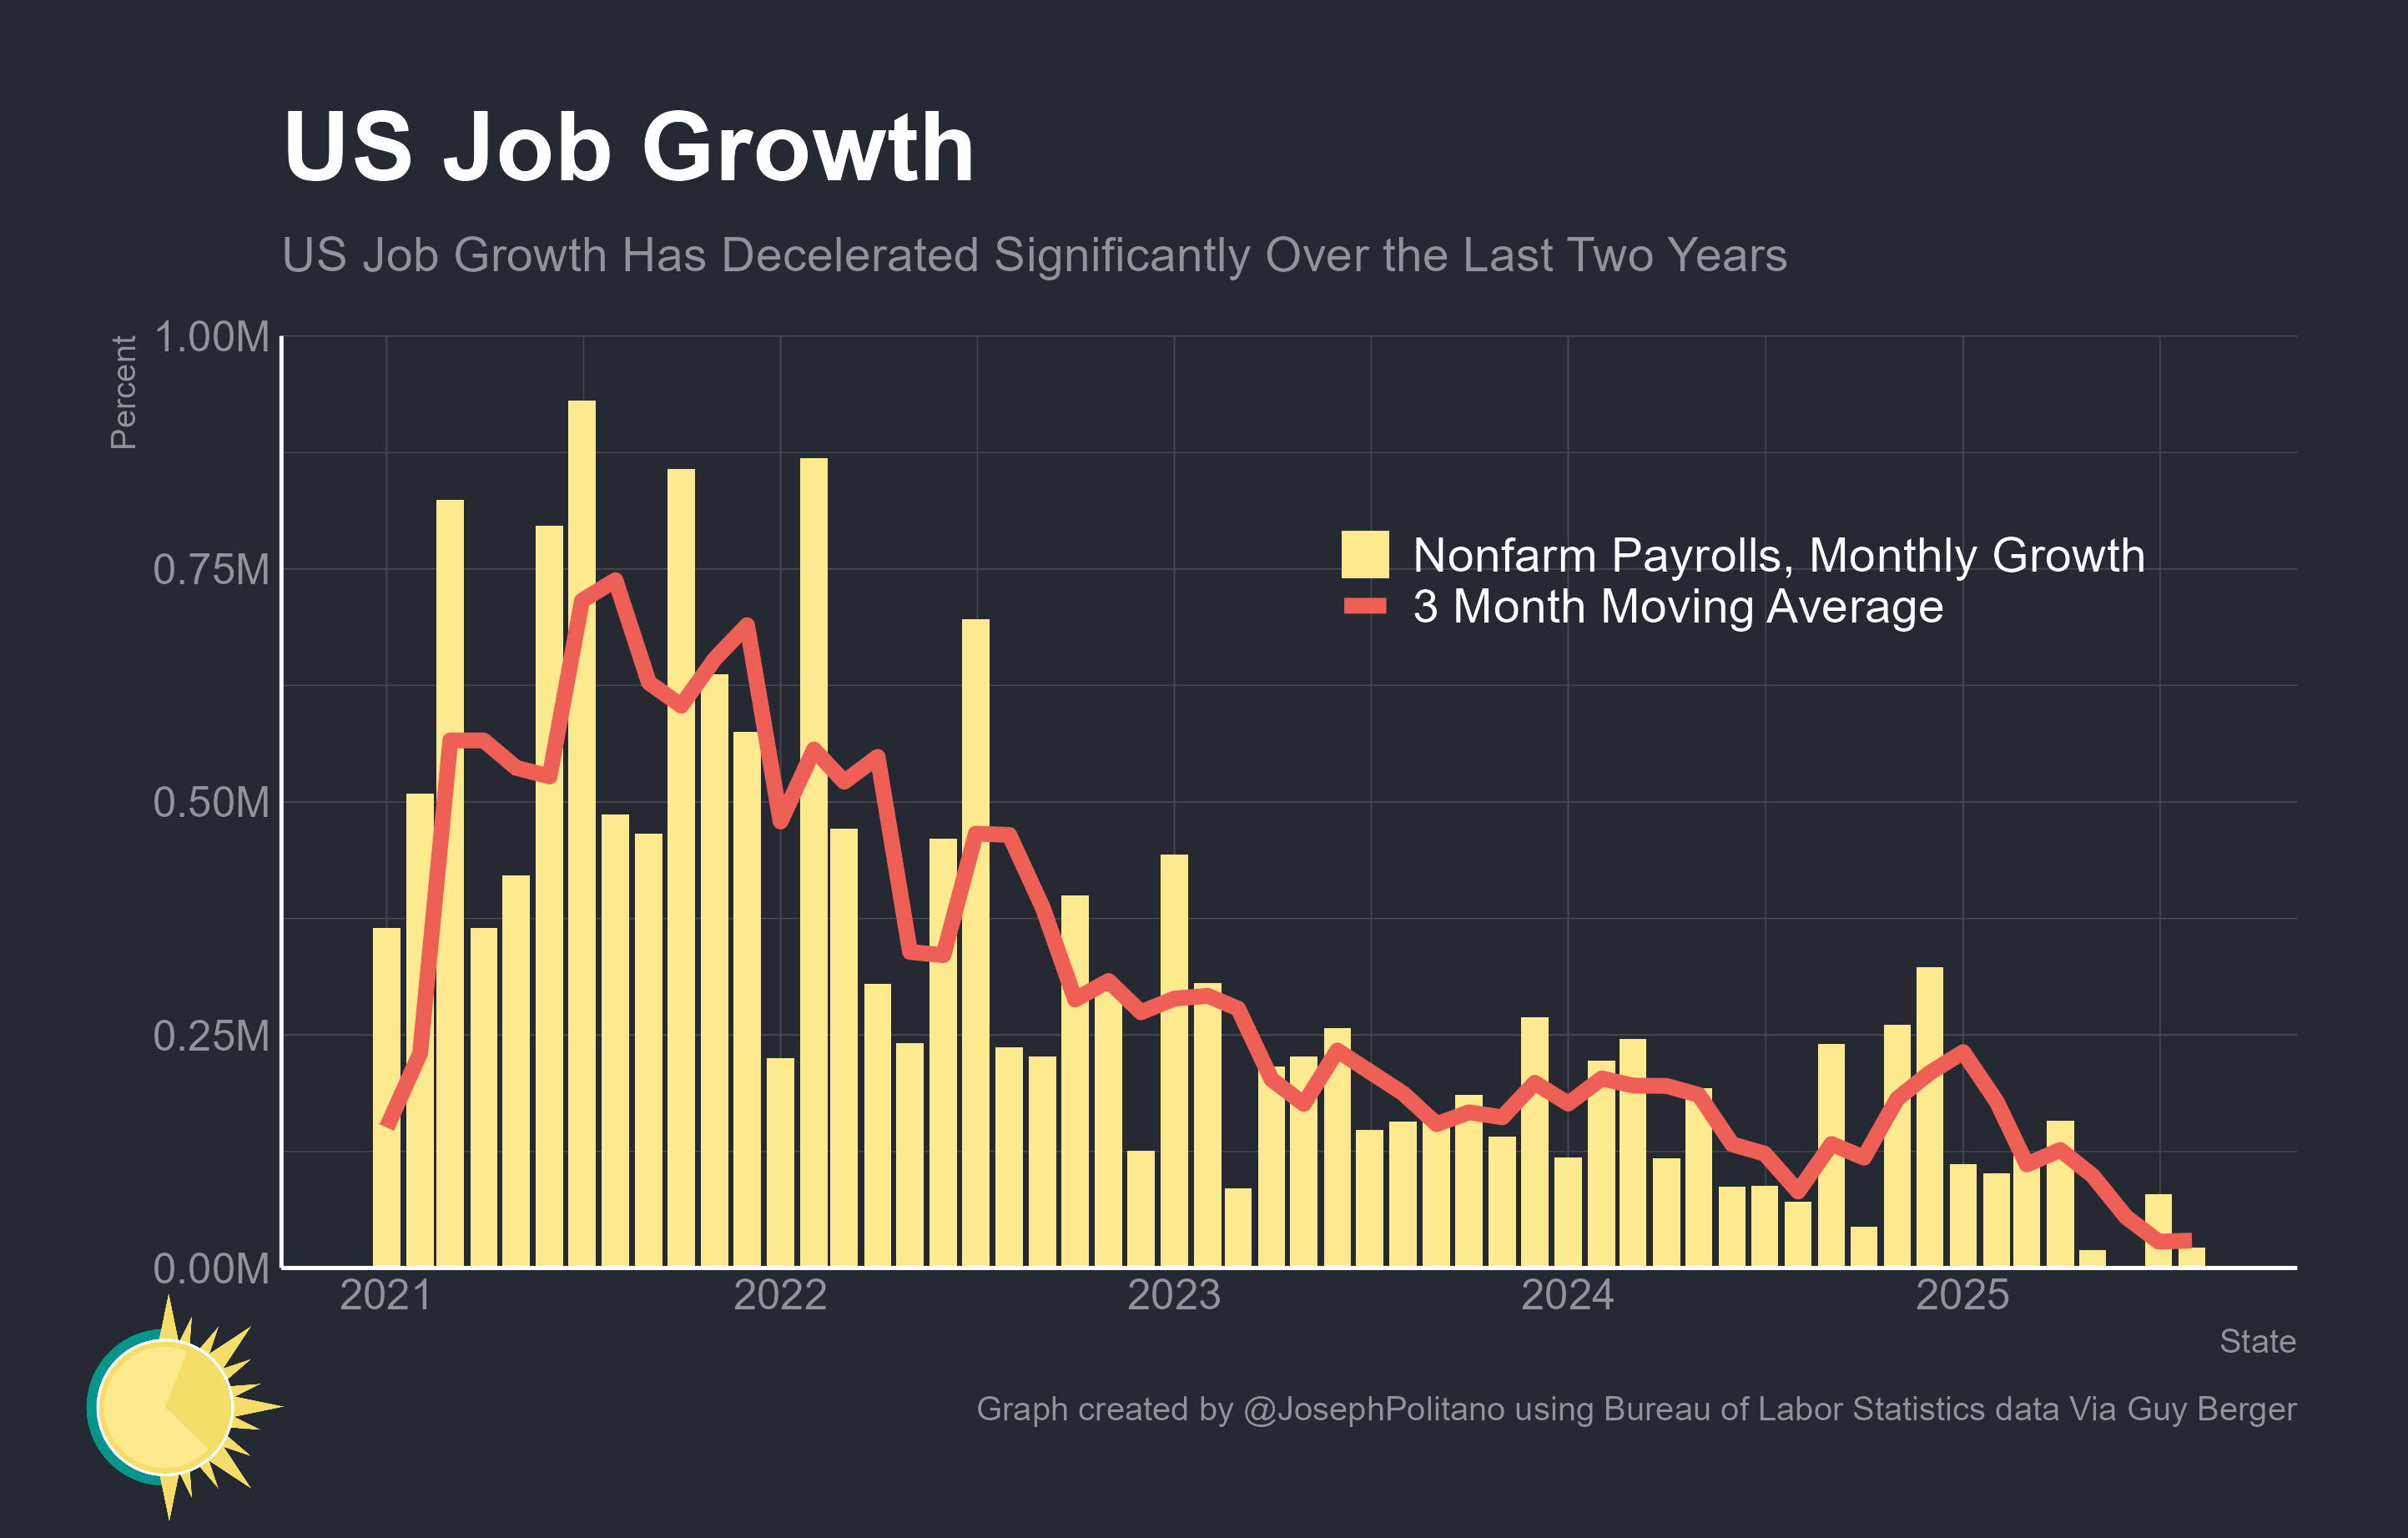 US Job Growth
US Job Growth Has Decelerated Significantly Over the Last Two Years
Percent
1.00M
0.75M
0.50M
0.25M
0.00M
Nonfarm Payrolls, Monthly Growth
3 Month Moving Average
2021 2022 2023 2024 2025
State
Graph created by @JosephPolitano using Bureau of Labor Statistics data Via Guy Berger